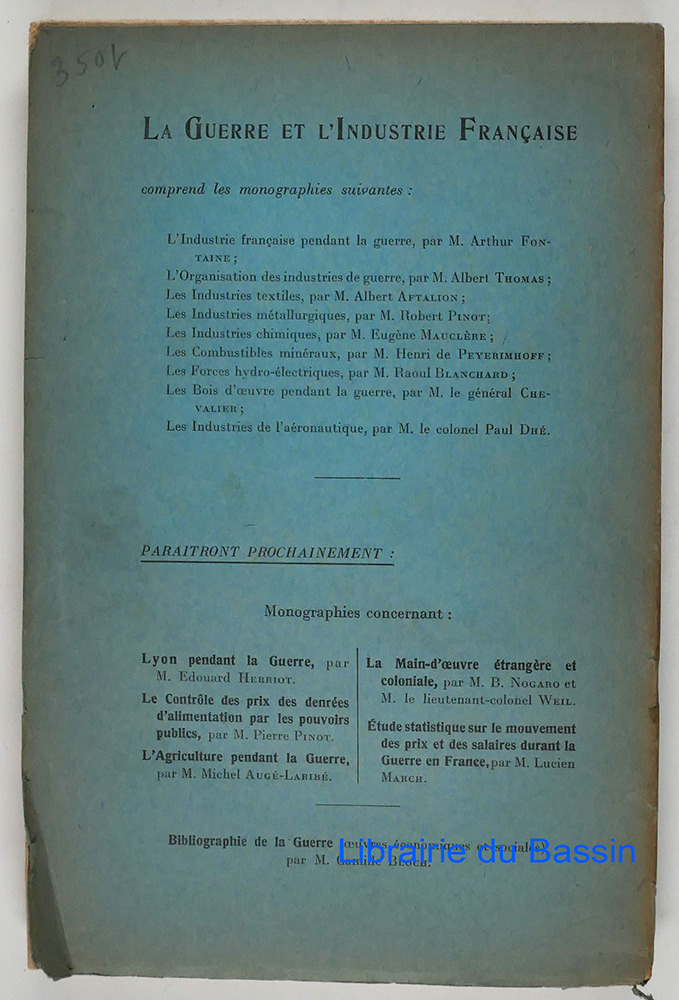 350f
LA GUERRE ET L'INDUSTRIE FRANÇAISE
comprend les monographies suivantes :
L'Industrie française pendant la guerre, par M. Arthur FON-
TAINE ;
L'Organisation des industries de guerre, par M. Albert THOMAS ;
Les Industries textiles, par M. Albert AFTALION ;
Les Industries métallurgiques, par M. Robert PINOT;
Les Industries chimiques, par M. Eugène MAUCLÈRE ;
Les Combustibles minéraux, par M. Henri de PEYERIMHOFF ;
Les Forces hydro-électriques, par M. Raoul BLANCHARD ;
Les Bois d'œuvre pendant la guerre, par M. le général CHE-
VALIER ;
Les Industries de l'aéronautique, par M. le colonel Paul DHÉ.
PARAITRONT PROCHAINEMENT :
Monographies concernant :
Lyon pendant la Guerre, par
M. Edouard HERRIOT.
Le Contrôle des prix des denrées
d'alimentation par les pouvoirs
publics, par M. Pierre PINOT.
L'Agriculture pendant la Guerre,
par M. Michel AUGÉ-LARIBÉ.
La Main-d'œuvre étrangère et
coloniale, par M. B. NOGARO et
M. le lieutenant-colonel WEIL.
Étude statistique sur le mouvement
des prix et des salaires durant la
Guerre en France, par M. Lucien
MARCH.
Bibliographie de la Guerre (œuvres économiques et sociales)
par M. Camille BLOCH.
Librairie du Bassin